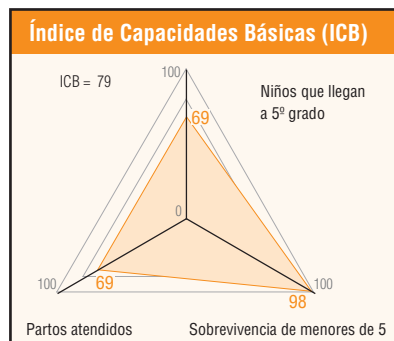 Índice de Capacidades Básicas (ICB)
ICB = 79
100
Niños que llegan
a 5º grado
69
0
100
69
100
98
Partos atendidos
Sobrevivencia de menores de 5